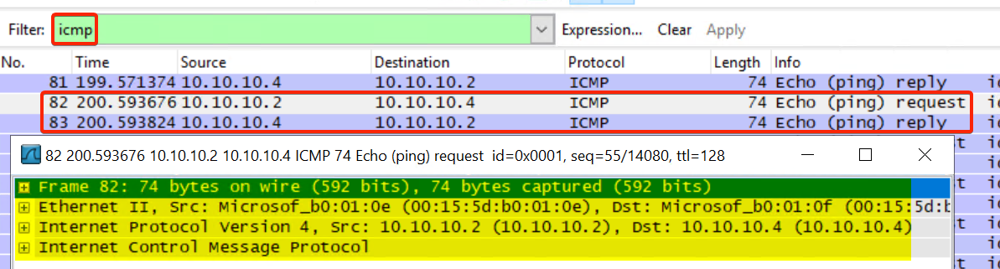 Filter: icmp Expression... Clear Apply
No. Time Source Destination Protocol Length Info
81 199.571374 10.10.10.4 10.10.10.2 ICMP 74 Echo (ping) reply
82 200.593676 10.10.10.2 10.10.10.4 ICMP 74 Echo (ping) request
83 200.593824 10.10.10.4 10.10.10.2 ICMP 74 Echo (ping) reply
82 200.593676 10.10.10.2 10.10.10.4 ICMP 74 Echo (ping) request id=0x0001, seq=55/14080, ttl=128
Frame 82: 74 bytes on wire (592 bits), 74 bytes captured (592 bits)
Ethernet II, Src: Microsof_b0:01:0e (00:15:5d:b0:01:0e), Dst: Microsof_b0:01:0f (00:15:5d:b
Internet Protocol Version 4, Src: 10.10.10.2 (10.10.10.2), Dst: 10.10.10.4 (10.10.10.4)
Internet Control Message Protocol